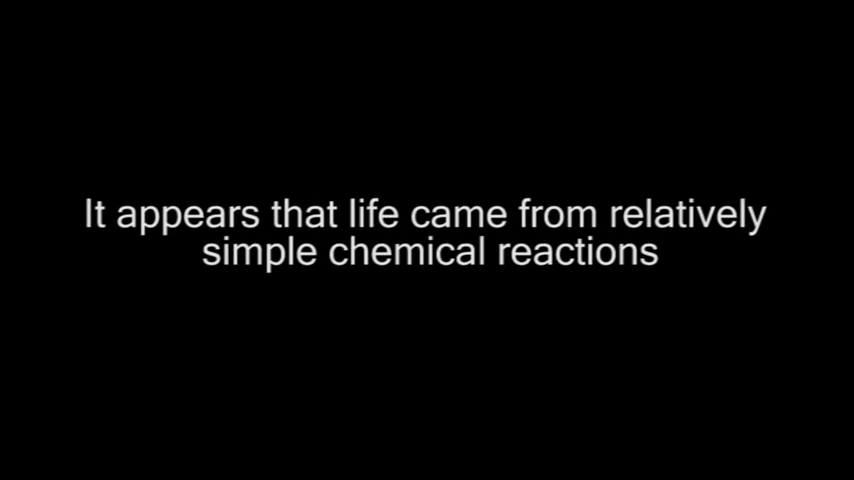 It appears that life came from relatively
simple chemical reactions